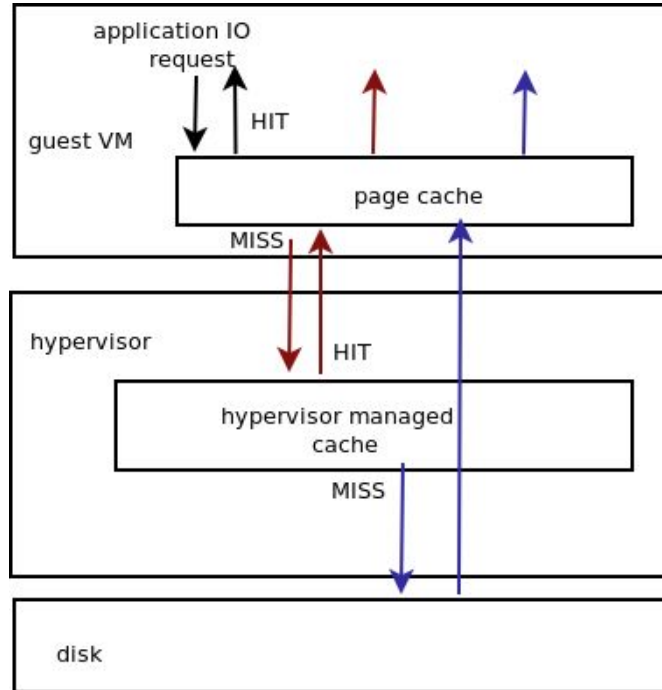 application IO
request
HIT
guest VM
page cache
MISS
hypervisor
HIT
hypervisor managed
cache
MISS
disk